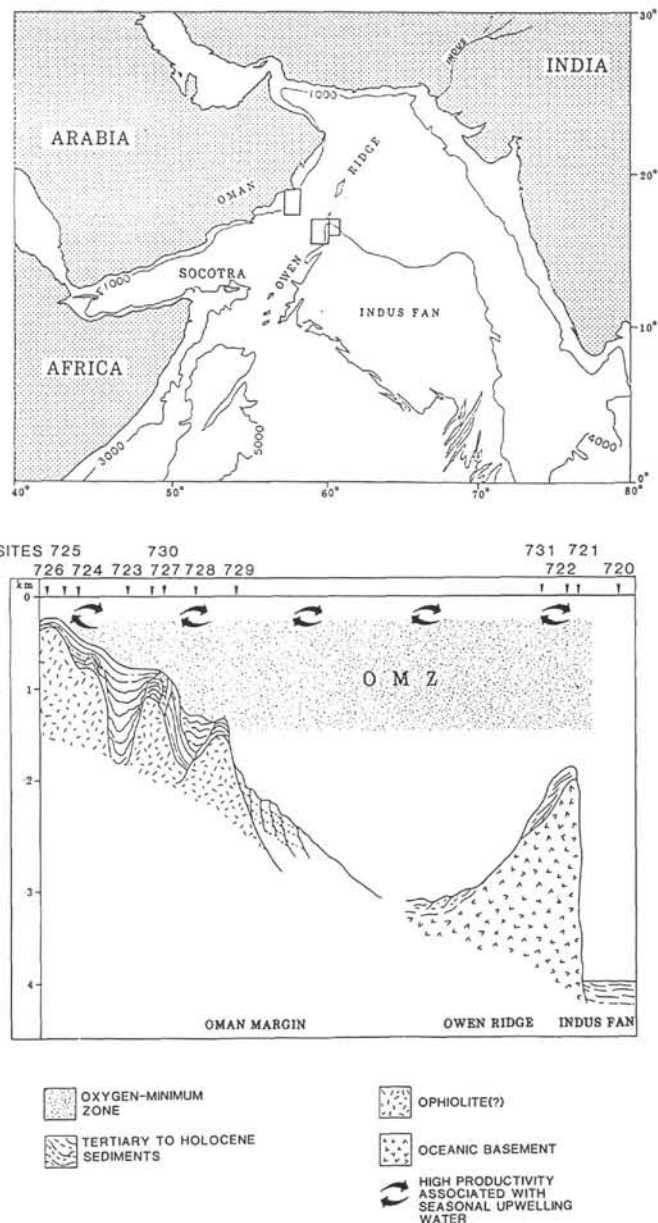 30°
INDUS
INDIA
1000
ARABIA
RIDGE
OMAN
20°
SOCOTRA
1000
OWEN
INDUS FAN
10°
AFRICA
3000
5000
4000
0°
40° 50° 60° 70° 80°
SITES 725 730 731 721
726 724 723 727 728 729 722 720
km
0
OMZ
1
2
3
4
OMAN MARGIN OWEN RIDGE INDUS FAN
OXYGEN-MINIMUM
ZONE
TERTIARY TO HOLOCENE
SEDIMENTS
OPHIOLITE(?)
OCEANIC BASEMENT
HIGH PRODUCTIVITY
ASSOCIATED WITH
SEASONAL UPWELLING
WATER